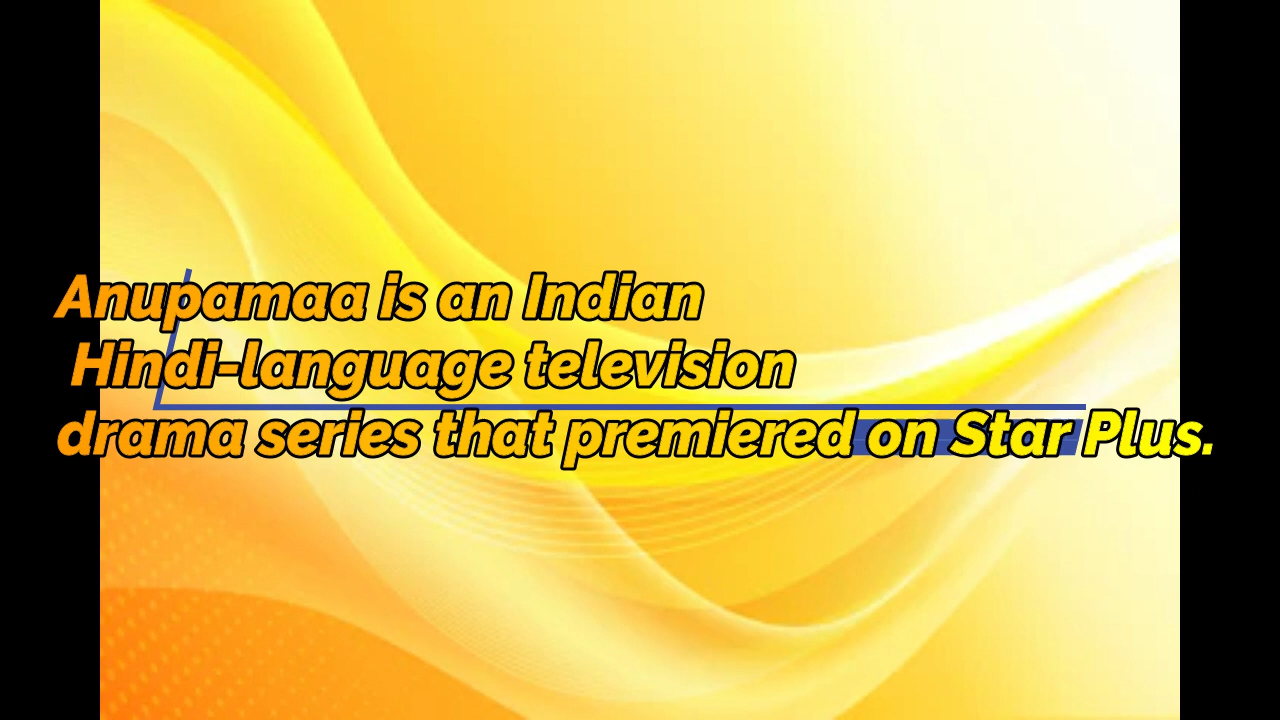 Anupamaa is an Indian
Hindi-language television
drama series that premiered on Star Plus.